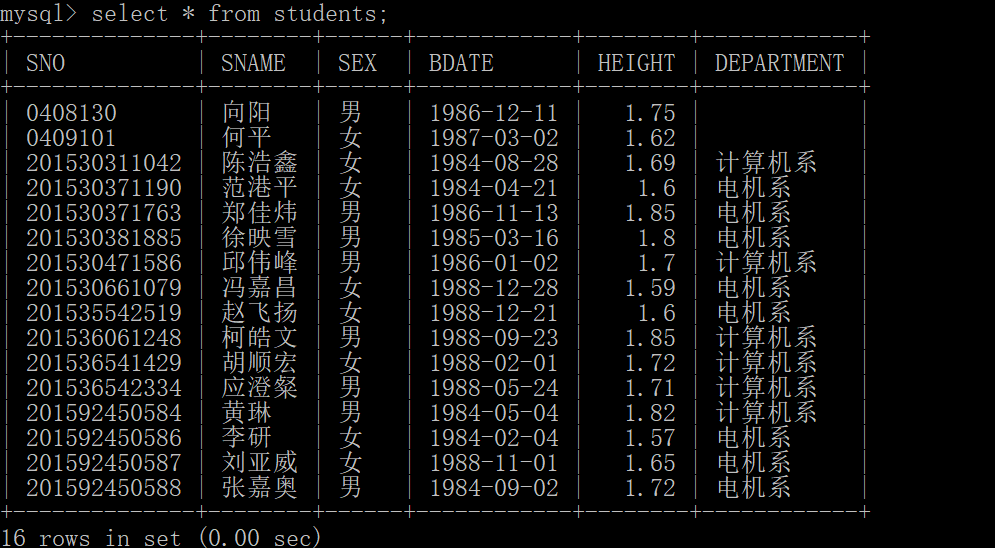 mysql> select * from students;
+--------------+--------+------+------------+--------+------------+
| SNO | SNAME | SEX | BDATE | HEIGHT | DEPARTMENT |
+--------------+--------+------+------------+--------+------------+
| 0408130 | 向阳 | 男 | 1986-12-11 | 1.75 | |
| 0409101 | 何平 | 女 | 1987-03-02 | 1.62 | |
| 201530311042 | 陈浩鑫 | 女 | 1984-08-28 | 1.69 | 计算机系 |
| 201530371190 | 范港平 | 女 | 1984-04-21 | 1.6 | 电机系 |
| 201530371763 | 郑佳炜 | 男 | 1986-11-13 | 1.85 | 电机系 |
| 201530381885 | 徐映雪 | 男 | 1985-03-16 | 1.8 | 电机系 |
| 201530471586 | 邱伟峰 | 男 | 1986-01-02 | 1.7 | 计算机系 |
| 201530661079 | 冯嘉昌 | 女 | 1988-12-28 | 1.59 | 电机系 |
| 201535542519 | 赵飞扬 | 女 | 1988-12-21 | 1.6 | 电机系 |
| 201536061248 | 柯皓文 | 男 | 1988-09-23 | 1.85 | 计算机系 |
| 201536541429 | 胡顺宏 | 女 | 1988-02-01 | 1.72 | 计算机系 |
| 201536542334 | 应澄粲 | 男 | 1988-05-24 | 1.71 | 计算机系 |
| 201592450584 | 黄琳 | 男 | 1984-05-04 | 1.82 | 计算机系 |
| 201592450586 | 李研 | 女 | 1984-02-04 | 1.57 | 电机系 |
| 201592450587 | 刘亚威 | 女 | 1988-11-01 | 1.65 | 电机系 |
| 201592450588 | 张嘉奥 | 男 | 1984-09-02 | 1.72 | 电机系 |
+--------------+--------+------+------------+--------+------------+
16 rows in set (0.00 sec)